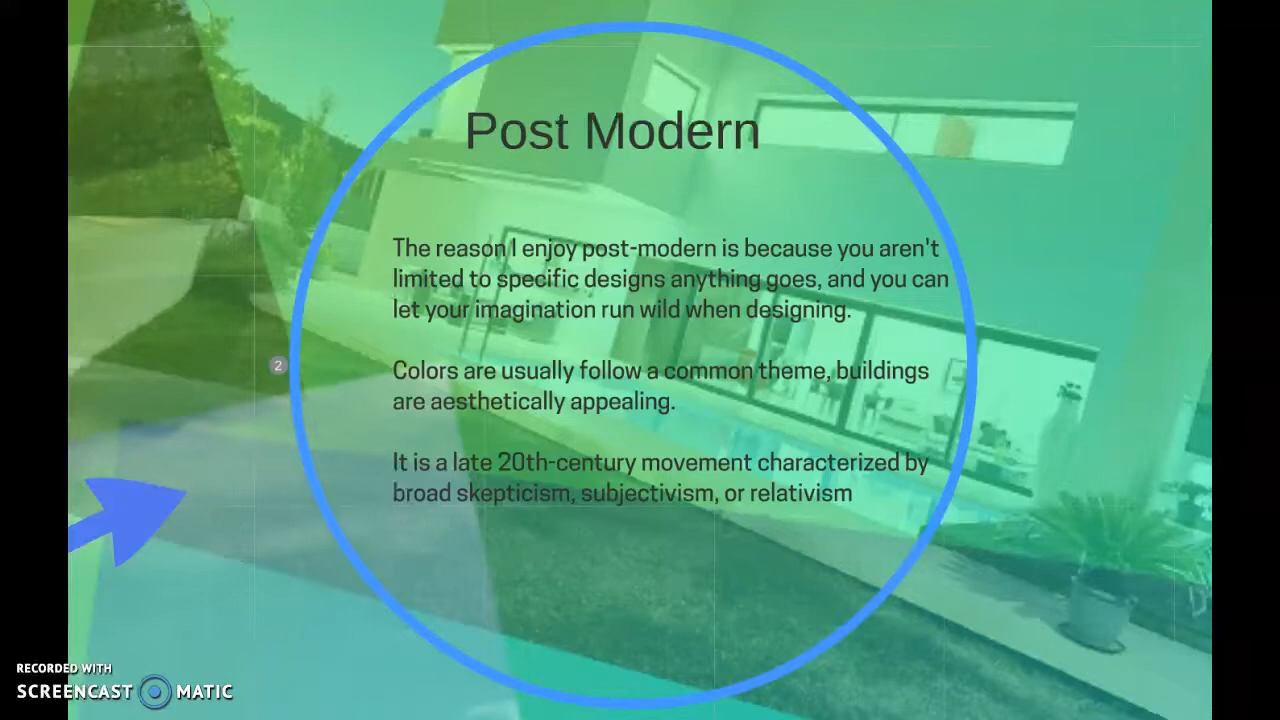 Post Modern
The reason I enjoy post-modern is because you aren't
limited to specific designs anything goes, and you can
let your imagination run wild when designing.
Colors are usually follow a common theme, buildings
are aesthetically appealing.
It is a late 20th-century movement characterized by
broad skepticism, subjectivism, or relativism
2
RECORDED WITH
SCREENCAST MATIC